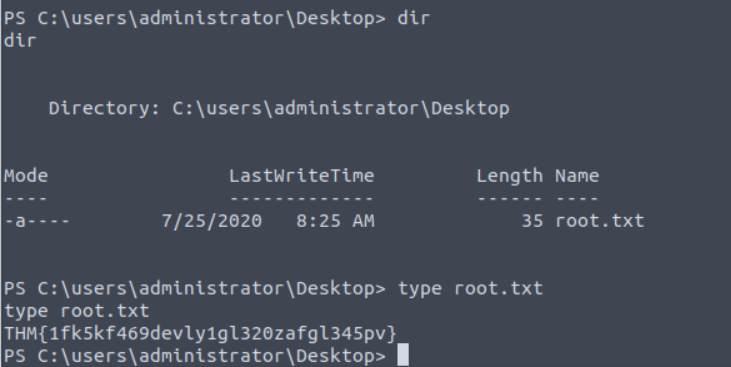 PS C:\users\administrator\Desktop> dir
dir
Directory: C:\users\administrator\Desktop
Mode LastWriteTime Length Name
---- ------------- ------ ----
-a---- 7/25/2020 8:25 AM 35 root.txt
PS C:\users\administrator\Desktop> type root.txt
type root.txt
THM{1fk5kf469devly1gl320zafgl345pv}
PS C:\users\administrator\Desktop>